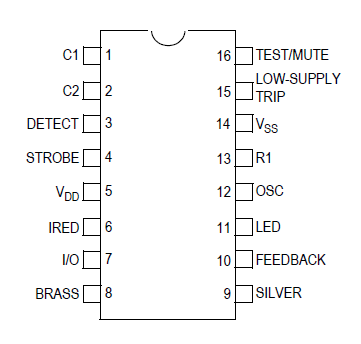 C1 1 16 TEST/MUTE
C2 2 15 LOW-SUPPLY
TRIP
DETECT 3 14 VSS
STROBE 4 13 R1
VDD 5 12 OSC
IRED 6 11 LED
I/O 7 10 FEEDBACK
BRASS 8 9 SILVER